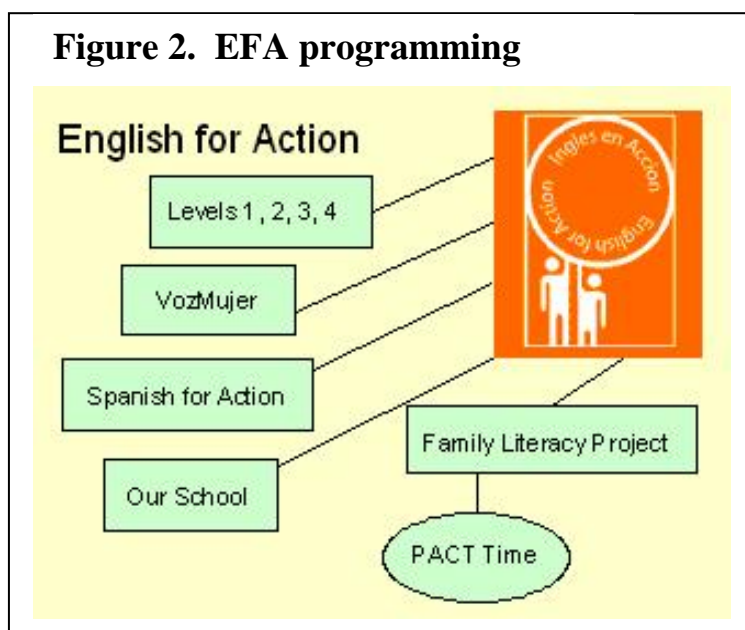 Figure 2.  EFA programming
English for Action
Ingles en Accion
English for Action
Levels 1 , 2, 3, 4
VozMujer
Spanish for Action
Family Literacy Project
Our School
PACT Time